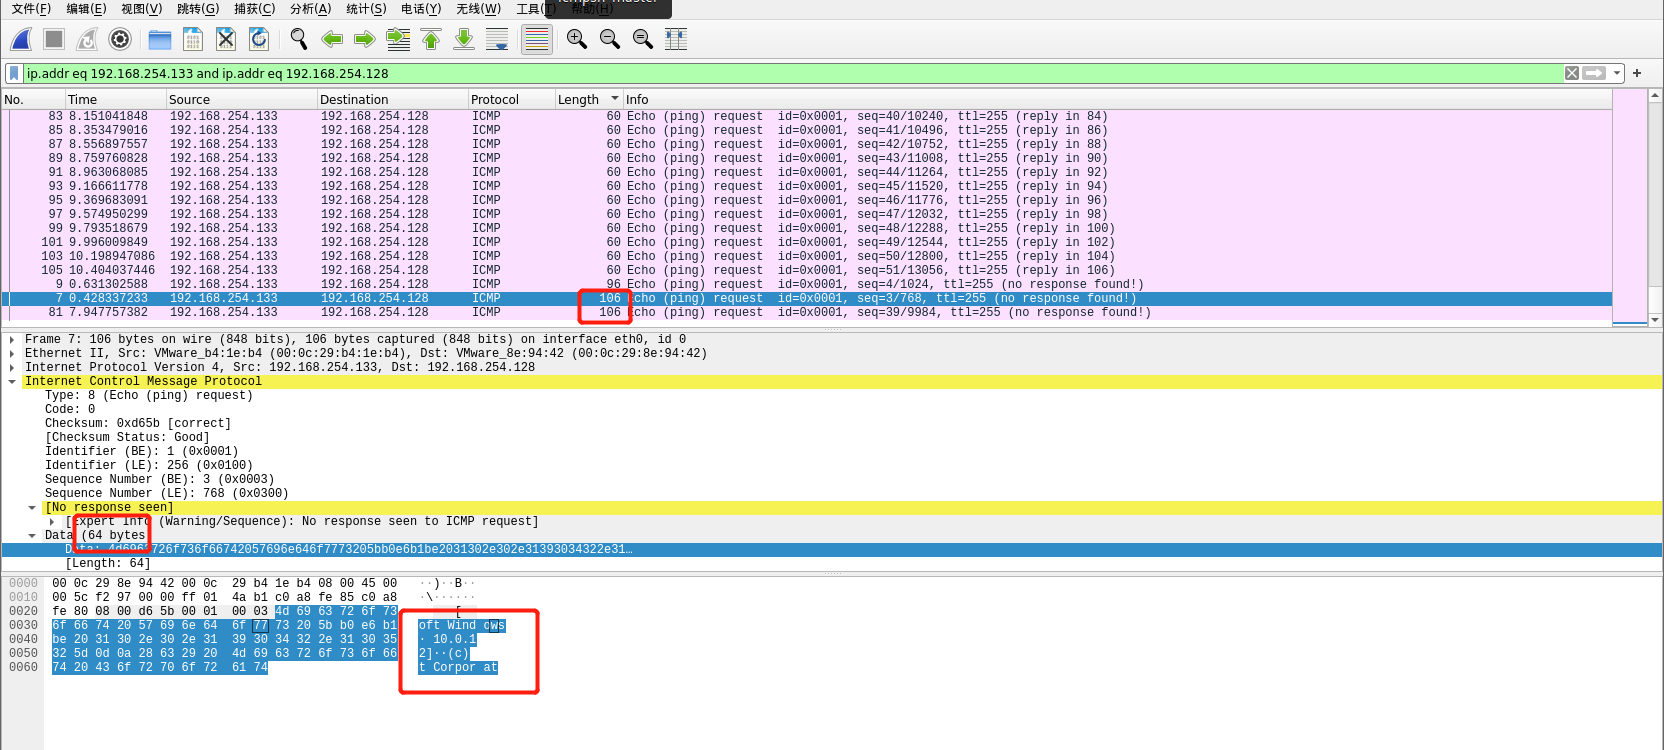 文件(F) 编辑(E) 视图(V) 跳转(G) 捕获(C) 分析(A) 统计(S) 电话(Y) 无线(W) 工具(T) 帮助(H)
ip.addr eq 192.168.254.133 and ip.addr eq 192.168.254.128
No. Time Source Destination Protocol Length Info
83 8.151041848 192.168.254.133 192.168.254.128 ICMP 60 Echo (ping) request id=0x0001, seq=40/10240, ttl=255 (reply in 84)
85 8.353479016 192.168.254.133 192.168.254.128 ICMP 60 Echo (ping) request id=0x0001, seq=41/10496, ttl=255 (reply in 86)
87 8.556897557 192.168.254.133 192.168.254.128 ICMP 60 Echo (ping) request id=0x0001, seq=42/10752, ttl=255 (reply in 88)
89 8.759760828 192.168.254.133 192.168.254.128 ICMP 60 Echo (ping) request id=0x0001, seq=43/11008, ttl=255 (reply in 90)
91 8.963068085 192.168.254.133 192.168.254.128 ICMP 60 Echo (ping) request id=0x0001, seq=44/11264, ttl=255 (reply in 92)
93 9.166611778 192.168.254.133 192.168.254.128 ICMP 60 Echo (ping) request id=0x0001, seq=45/11520, ttl=255 (reply in 94)
95 9.369683091 192.168.254.133 192.168.254.128 ICMP 60 Echo (ping) request id=0x0001, seq=46/11776, ttl=255 (reply in 96)
97 9.574950299 192.168.254.133 192.168.254.128 ICMP 60 Echo (ping) request id=0x0001, seq=47/12032, ttl=255 (reply in 98)
99 9.793518679 192.168.254.133 192.168.254.128 ICMP 60 Echo (ping) request id=0x0001, seq=48/12288, ttl=255 (reply in 100)
101 9.996009849 192.168.254.133 192.168.254.128 ICMP 60 Echo (ping) request id=0x0001, seq=49/12544, ttl=255 (reply in 102)
103 10.198947086 192.168.254.133 192.168.254.128 ICMP 60 Echo (ping) request id=0x0001, seq=50/12800, ttl=255 (reply in 104)
105 10.404037446 192.168.254.133 192.168.254.128 ICMP 60 Echo (ping) request id=0x0001, seq=51/13056, ttl=255 (reply in 106)
9 0.631302588 192.168.254.133 192.168.254.128 ICMP 96 Echo (ping) request id=0x0001, seq=4/1024, ttl=255 (no response found!)
7 0.428337233 192.168.254.133 192.168.254.128 ICMP 106 Echo (ping) request id=0x0001, seq=3/768, ttl=255 (no response found!)
81 7.947757382 192.168.254.133 192.168.254.128 ICMP 106 Echo (ping) request id=0x0001, seq=39/9984, ttl=255 (no response found!)
Frame 7: 106 bytes on wire (848 bits), 106 bytes captured (848 bits) on interface eth0, id 0
Ethernet II, Src: VMware_b4:1e:b4 (00:0c:29:b4:1e:b4), Dst: VMware_8e:94:42 (00:0c:29:8e:94:42)
Internet Protocol Version 4, Src: 192.168.254.133, Dst: 192.168.254.128
Internet Control Message Protocol
Type: 8 (Echo (ping) request)
Code: 0
Checksum: 0xd65b [correct]
[Checksum Status: Good]
Identifier (BE): 1 (0x0001)
Identifier (LE): 256 (0x0100)
Sequence Number (BE): 3 (0x0003)
Sequence Number (LE): 768 (0x0300)
[No response seen]
[Expert Info (Warning/Sequence): No response seen to ICMP request]
Data (64 bytes
Data: 4d6963726f736f66742057696e646f7773205bb0e6b1be2031302e302e31393034322e31…
[Length: 64]
0000 00 0c 29 8e 94 42 00 0c 29 b4 1e b4 08 00 45 00 ··)··B··
0010 00 5c f2 97 00 00 ff 01 4a b1 c0 a8 fe 85 c0 a8 ·\······
0020 fe 80 08 00 d6 5b 00 01 00 03 4d 69 63 72 6f 73 [
0030 6f 66 74 20 57 69 6e 64 6f 77 73 20 5b b0 e6 b1 oft Wind ows
0040 be 20 31 30 2e 30 2e 31 39 30 34 32 2e 31 30 35 · 10.0.1
0050 32 5d 0d 0a 28 63 29 20 4d 69 63 72 6f 73 6f 66 2]··(c)
0060 74 20 43 6f 72 70 6f 72 61 74 t Corpor at